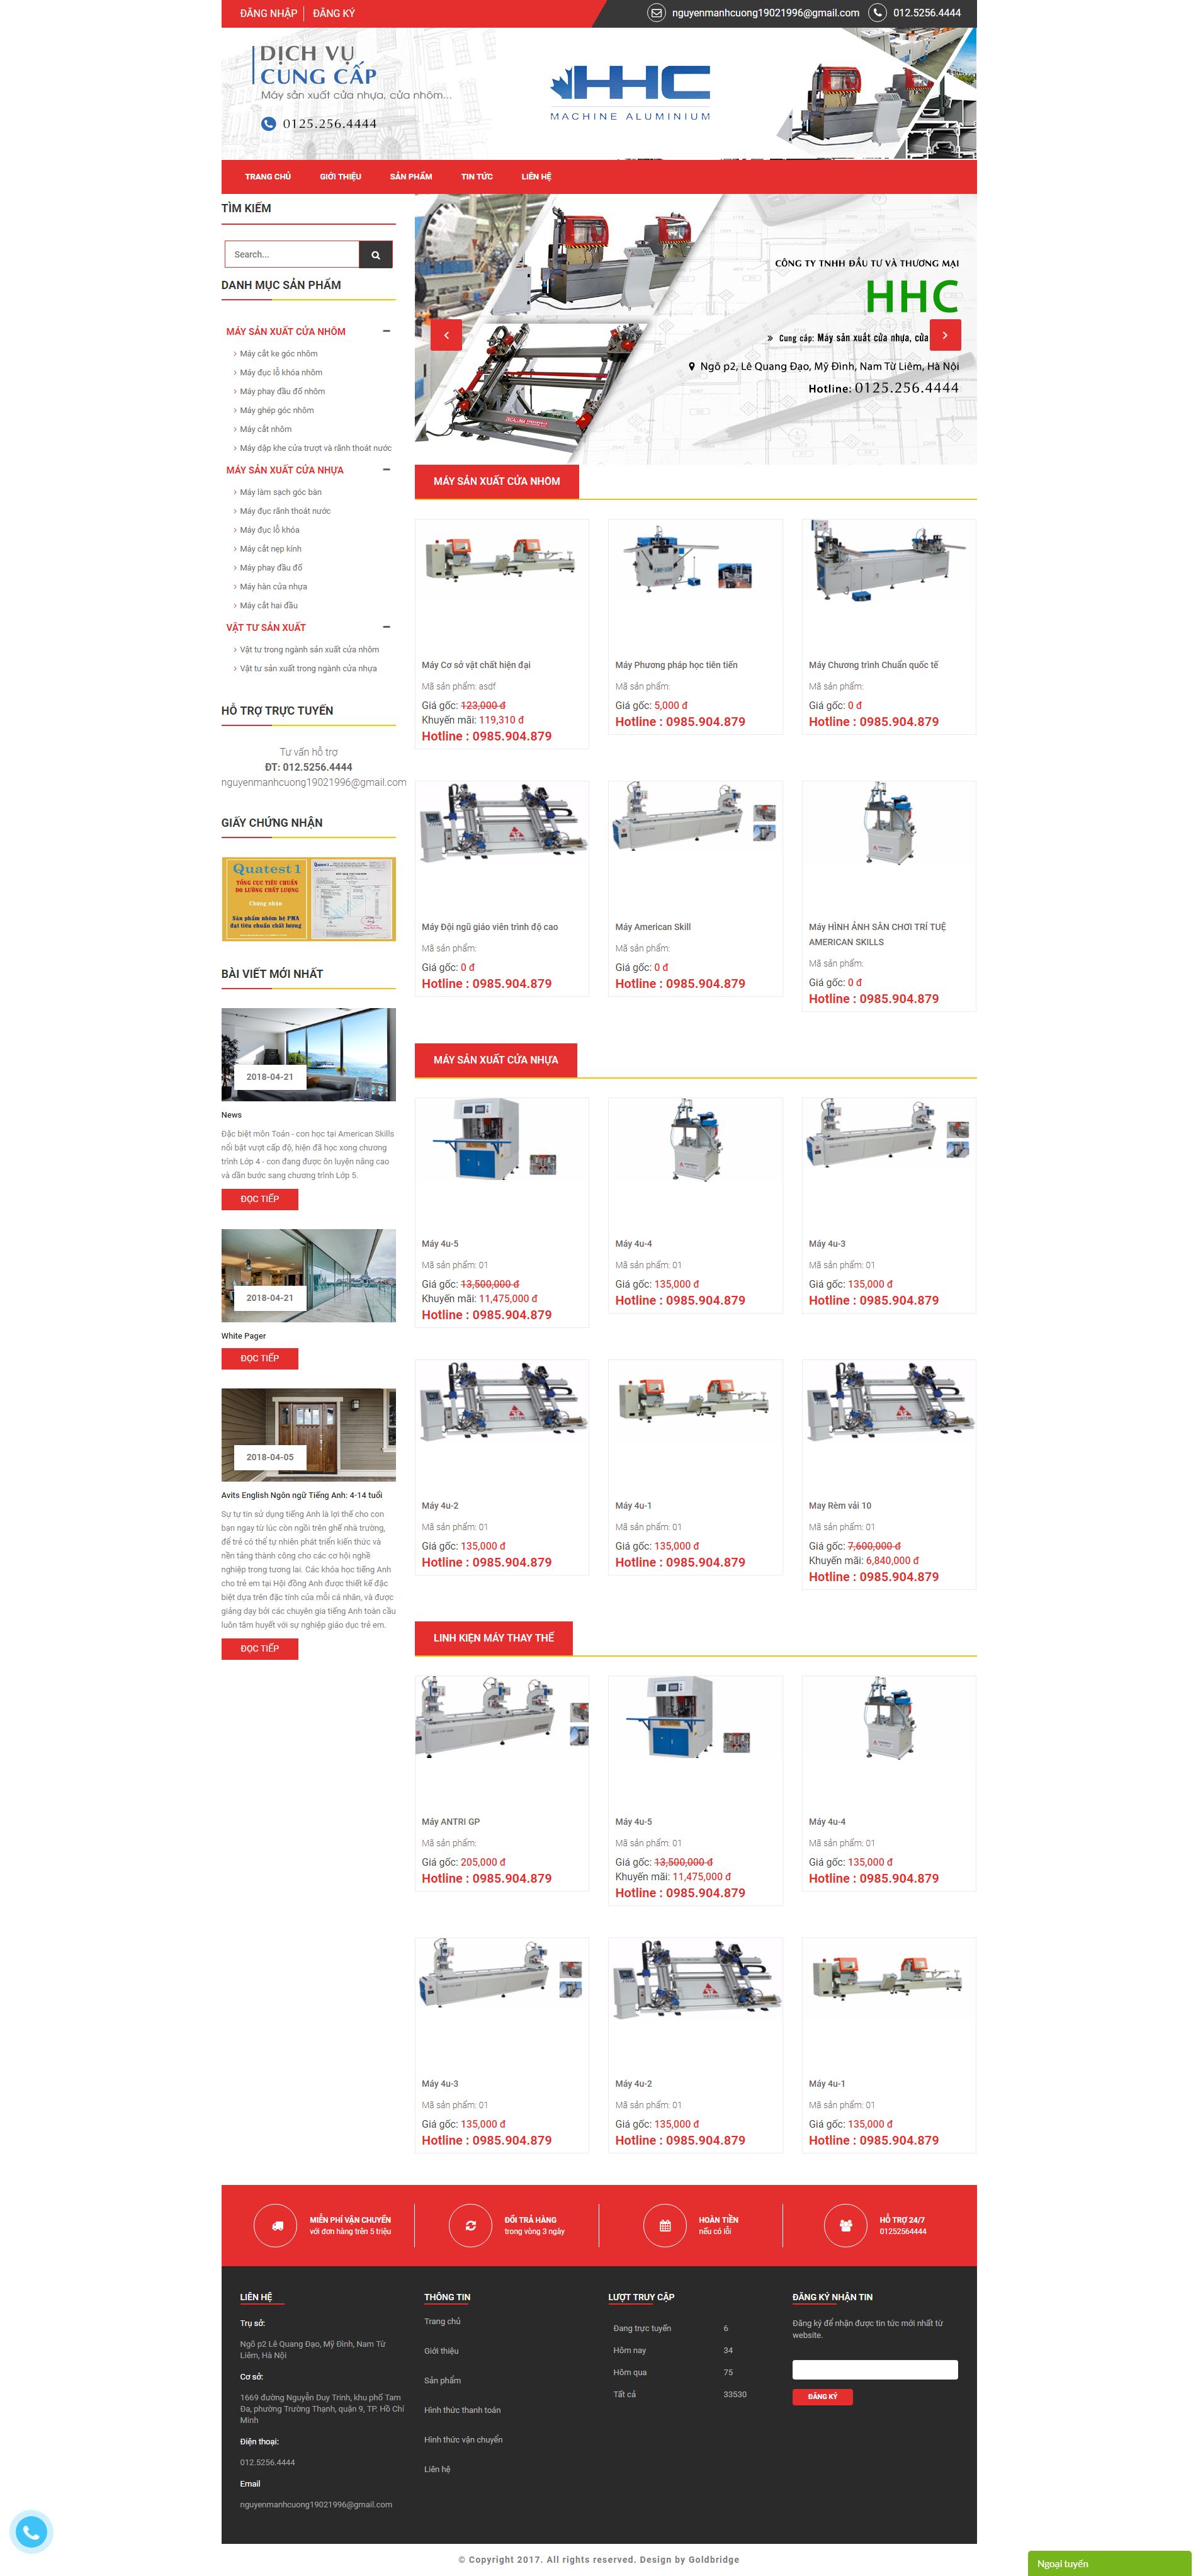 ĐĂNG NHẬP
ĐĂNG KÝ
nguyenmanhcuong19021996@gmail.com
012.5256.4444
DỊCH VỤ
CUNG CẤP
Máy sản xuất cửa nhựa, cửa nhôm...
0125.256.4444
HHC
MACHINE ALUMINIUM
TRANG CHỦ
GIỚI THIỆU
SẢN PHẨM
TIN TỨC
LIÊN HỆ
TÌM KIẾM
Search...
DANH MỤC SẢN PHẨM
MÁY SẢN XUẤT CỬA NHÔM
Máy cắt ke góc nhôm
Máy đục lỗ khóa nhôm
Máy phay đầu đố nhôm
Máy ghép góc nhôm
Máy cắt nhôm
Máy dập khe cửa trượt và rãnh thoát nước
MÁY SẢN XUẤT CỬA NHỰA
Máy làm sạch góc bàn
Máy đục rãnh thoát nước
Máy đục lỗ khóa
Máy cắt nẹp kính
Máy phay đầu đố
Máy hàn cửa nhựa
Máy cắt hai đầu
VẬT TƯ SẢN XUẤT
Vật tư trong ngành sản xuất cửa nhôm
Vật tư sản xuất trong ngành cửa nhựa
HỖ TRỢ TRỰC TUYẾN
Tư vấn hỗ trợ
ĐT: 012.5256.4444
nguyenmanhcuong19021996@gmail.com
GIẤY CHỨNG NHẬN
Quatest 1
TỔNG CỤC TIÊU CHUẨN
ĐO LƯỜNG CHẤT LƯỢNG
Chứng nhận
Sản phẩm nhôm hệ PMA
đạt tiêu chuẩn chất lượng
BÀI VIẾT MỚI NHẤT
2018-04-21
News
Đặc biệt môn Toán - con học tại American Skills
nổi bật vượt cấp độ, hiện đã học xong chương
trình Lớp 4 - con đang được ôn luyện nâng cao
và dần bước sang chương trình Lớp 5.
ĐỌC TIẾP
2018-04-21
White Pager
ĐỌC TIẾP
2018-04-05
Avits English Ngôn ngữ Tiếng Anh: 4-14 tuổi
Sự tự tin sử dụng tiếng Anh là lợi thế cho con
bạn ngay từ lúc còn ngồi trên ghế nhà trường,
để trẻ có thể tự nhiên phát triển kiến thức và
nền tảng thành công cho các cơ hội nghề
nghiệp trong tương lai. Các khóa học tiếng Anh
cho trẻ em tại Hội đồng Anh được thiết kế đặc
biệt dựa trên đặc tính của mỗi cá nhân, và được
giảng dạy bởi các chuyên gia tiếng Anh toàn cầu
luôn tâm huyết với sự nghiệp giáo dục trẻ em.
ĐỌC TIẾP
CÔNG TY TNHH ĐẦU TƯ VÀ THƯƠNG MẠI
HHC
Cung cấp: Máy sản xuất cửa nhựa, cửa
Ngõ p2, Lê Quang Đạo, Mỹ Đình, Nam Từ Liêm, Hà Nội
Hotline: 0125.256.4444
MÁY SẢN XUẤT CỬA NHÔM
Máy Cơ sở vật chất hiện đại
Mã sản phẩm: asdf
Giá gốc: 123,000 đ
Khuyến mãi: 119,310 đ
Hotline : 0985.904.879
Máy Phương pháp học tiên tiến
Mã sản phẩm:
Giá gốc: 5,000 đ
Hotline : 0985.904.879
Máy Chương trình Chuẩn quốc tế
Mã sản phẩm:
Giá gốc: 0 đ
Hotline : 0985.904.879
Máy Đội ngũ giáo viên trình độ cao
Mã sản phẩm:
Giá gốc: 0 đ
Hotline : 0985.904.879
Máy American Skill
Mã sản phẩm:
Giá gốc: 0 đ
Hotline : 0985.904.879
Máy HÌNH ẢNH SÂN CHƠI TRÍ TUỆ
AMERICAN SKILLS
Mã sản phẩm:
Giá gốc: 0 đ
Hotline : 0985.904.879
MÁY SẢN XUẤT CỬA NHỰA
Máy 4u-5
Mã sản phẩm: 01
Giá gốc: 13,500,000 đ
Khuyến mãi: 11,475,000 đ
Hotline : 0985.904.879
Máy 4u-4
Mã sản phẩm: 01
Giá gốc: 135,000 đ
Hotline : 0985.904.879
Máy 4u-3
Mã sản phẩm: 01
Giá gốc: 135,000 đ
Hotline : 0985.904.879
Máy 4u-2
Mã sản phẩm: 01
Giá gốc: 135,000 đ
Hotline : 0985.904.879
Máy 4u-1
Mã sản phẩm: 01
Giá gốc: 135,000 đ
Hotline : 0985.904.879
May Rèm vải 10
Mã sản phẩm: 01
Giá gốc: 7,600,000 đ
Khuyến mãi: 6,840,000 đ
Hotline : 0985.904.879
LINH KIỆN MÁY THAY THẾ
Máy ANTRI GP
Mã sản phẩm:
Giá gốc: 205,000 đ
Hotline : 0985.904.879
Máy 4u-5
Mã sản phẩm: 01
Giá gốc: 13,500,000 đ
Khuyến mãi: 11,475,000 đ
Hotline : 0985.904.879
Máy 4u-4
Mã sản phẩm: 01
Giá gốc: 135,000 đ
Hotline : 0985.904.879
Máy 4u-3
Mã sản phẩm: 01
Giá gốc: 135,000 đ
Hotline : 0985.904.879
Máy 4u-2
Mã sản phẩm: 01
Giá gốc: 135,000 đ
Hotline : 0985.904.879
Máy 4u-1
Mã sản phẩm: 01
Giá gốc: 135,000 đ
Hotline : 0985.904.879
MIỄN PHÍ VẬN CHUYỂN
với đơn hàng trên 5 triệu
ĐỔI TRẢ HÀNG
trong vòng 3 ngày
HOÀN TIỀN
nếu có lỗi
HỖ TRỢ 24/7
01252564444
LIÊN HỆ
Trụ sở:
Ngõ p2 Lê Quang Đạo, Mỹ Đình, Nam Từ
Liêm, Hà Nội
Cơ sở:
1669 đường Nguyễn Duy Trinh, khu phố Tam
Đa, phường Trường Thạnh, quận 9, TP. Hồ Chí
Minh
Điện thoại:
012.5256.4444
Email
nguyenmanhcuong19021996@gmail.com
THÔNG TIN
Trang chủ
Giới thiệu
Sản phẩm
Hình thức thanh toán
Hình thức vận chuyển
Liên hệ
LƯỢT TRUY CẬP
Đang trực tuyến 6
Hôm nay 34
Hôm qua 75
Tất cả 33530
ĐĂNG KÝ NHẬN TIN
Đăng ký để nhận được tin tức mới nhất từ
website.
ĐĂNG KÝ
© Copyright 2017. All rights reserved. Design by Goldbridge
Ngoại tuyến